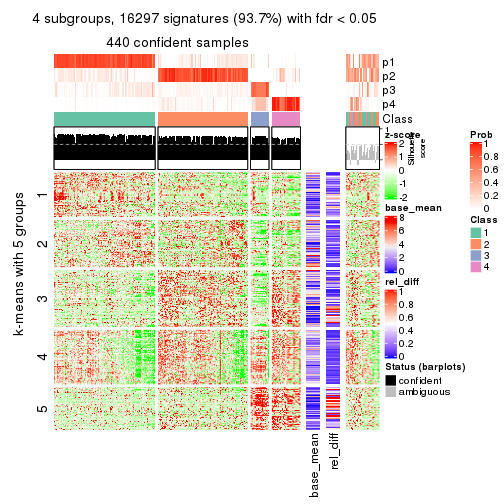 4 subgroups, 16297 signatures (93.7%) with fdr < 0.05
440 confident samples
p1
p2
p3
p4
Class
1
Silhouette
score
z-score
2
1
0
-1
-2
base_mean
8
6
4
2
0
rel_diff
1
0.8
0.6
0.4
0.2
0
Status (barplots)
confident
ambiguous
Prob
1
0.8
0.6
0.4
0.2
0
Class
1
2
3
4
k-means with 5 groups
1
2
3
4
5
base_mean
rel_diff